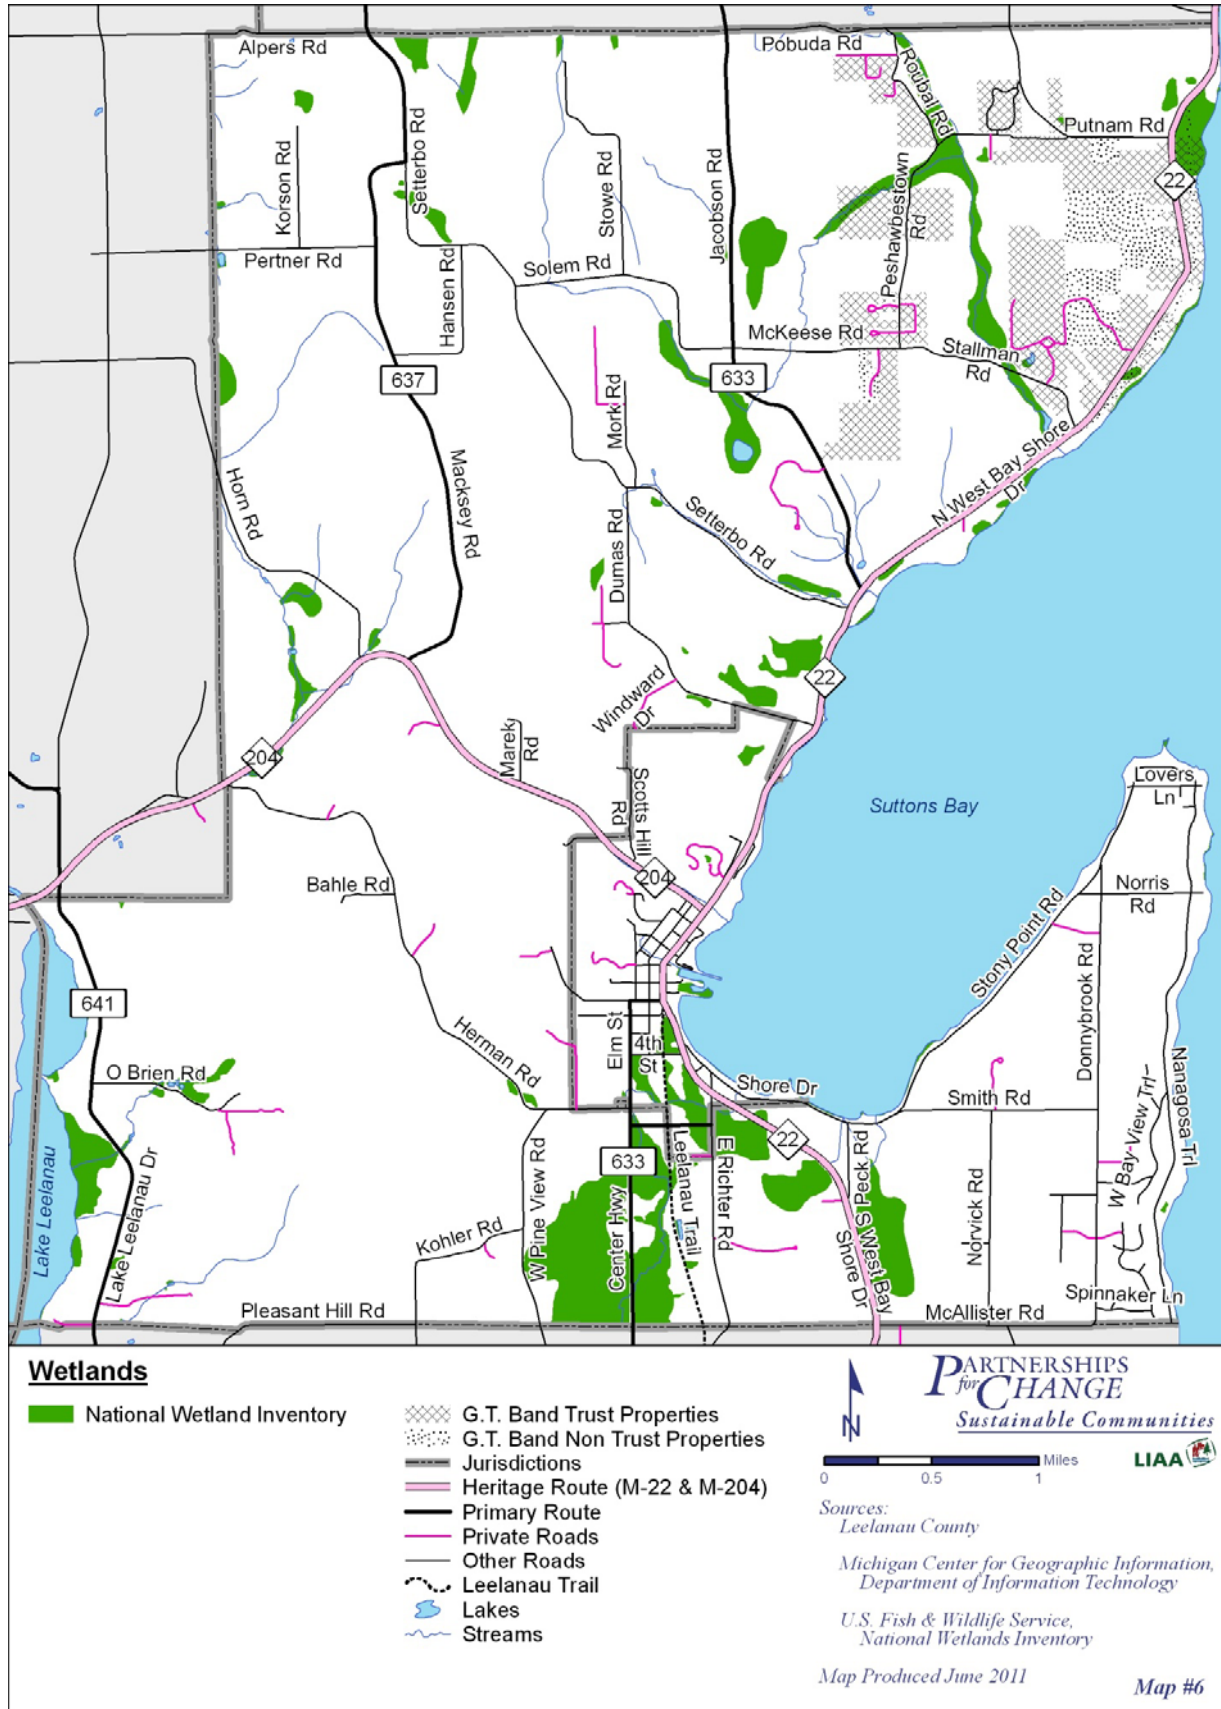 Alpers Rd
Pobuda Rd
Roubal Rd
Putnam Rd
Setterbo Rd
Korson Rd
Stowe Rd
Jacobson Rd
22
Peshawbestown
Rd
Pertner Rd
Hansen Rd
Solem Rd
McKeese Rd
Stallman
Rd
637
633
Mork Rd
Horn Rd
Macksey Rd
N West Bay Shore
Dr
Setterbo Rd
Dumas Rd
22
Windward
Dr
204
Marek
Rd
Scotts Hill
Rd
Suttons Bay
Lovers
Ln
204
Bahle Rd
Norris
Rd
Stony Point Rd
Donnybrook Rd
641
Herman Rd
Elm St
4th
St
O Brien Rd
Shore Dr
Smith Rd
Nanagosa Trl
W Bay View Trl
22
633
Lake Leelanau
Lake Leelanau Dr
W Pine View Rd
Center Hwy
Leelanau Trail
E Richter Rd
S Peck Rd
S West Bay
Shore Dr
Norvick Rd
Kohler Rd
Spinnaker Ln
Pleasant Hill Rd
McAllister Rd
Wetlands
National Wetland Inventory
G.T. Band Trust Properties
G.T. Band Non Trust Properties
Jurisdictions
Heritage Route (M-22 & M-204)
Primary Route
Private Roads
Other Roads
Leelanau Trail
Lakes
Streams
N
PARTNERSHIPS
for CHANGE
Sustainable Communities
Miles
0 0.5 1
LIAA
Sources:
Leelanau County
Michigan Center for Geographic Information,
Department of Information Technology
U.S. Fish & Wildlife Service,
National Wetlands Inventory
Map Produced June 2011
Map #6